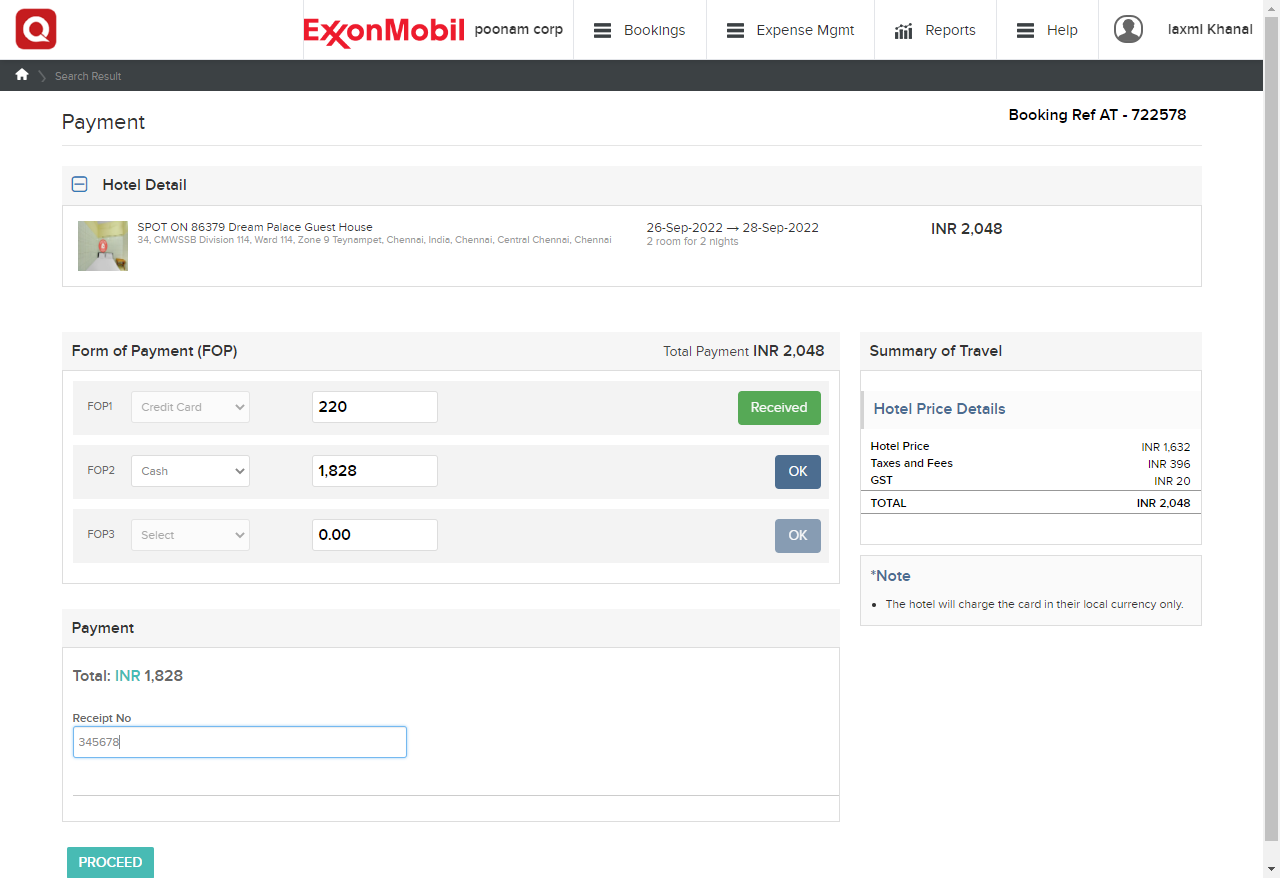 Q
ExxonMobil poonam corp Bookings Expense Mgmt Reports Help laxmI Khanal
Search Result
Payment
Booking Ref AT - 722578
Hotel Detail
SPOT ON 86379 Dream Palace Guest House
34, CMWSSB Division 114, Ward 114, Zone 9 Teynampet, Chennai, India, Chennai, Central Chennai, Chennai
26-Sep-2022 → 28-Sep-2022
2 room for 2 nights
INR 2,048
Form of Payment (FOP)
Total Payment INR 2,048
FOP1 Credit Card 220 Received
FOP2 Cash 1,828 OK
FOP3 Select 0.00 OK
Summary of Travel
Hotel Price Details
Hotel Price INR 1,632
Taxes and Fees INR 396
GST INR 20
TOTAL INR 2,048
*Note
• The hotel will charge the card in their local currency only.
Payment
Total: INR 1,828
Receipt No
345678
PROCEED